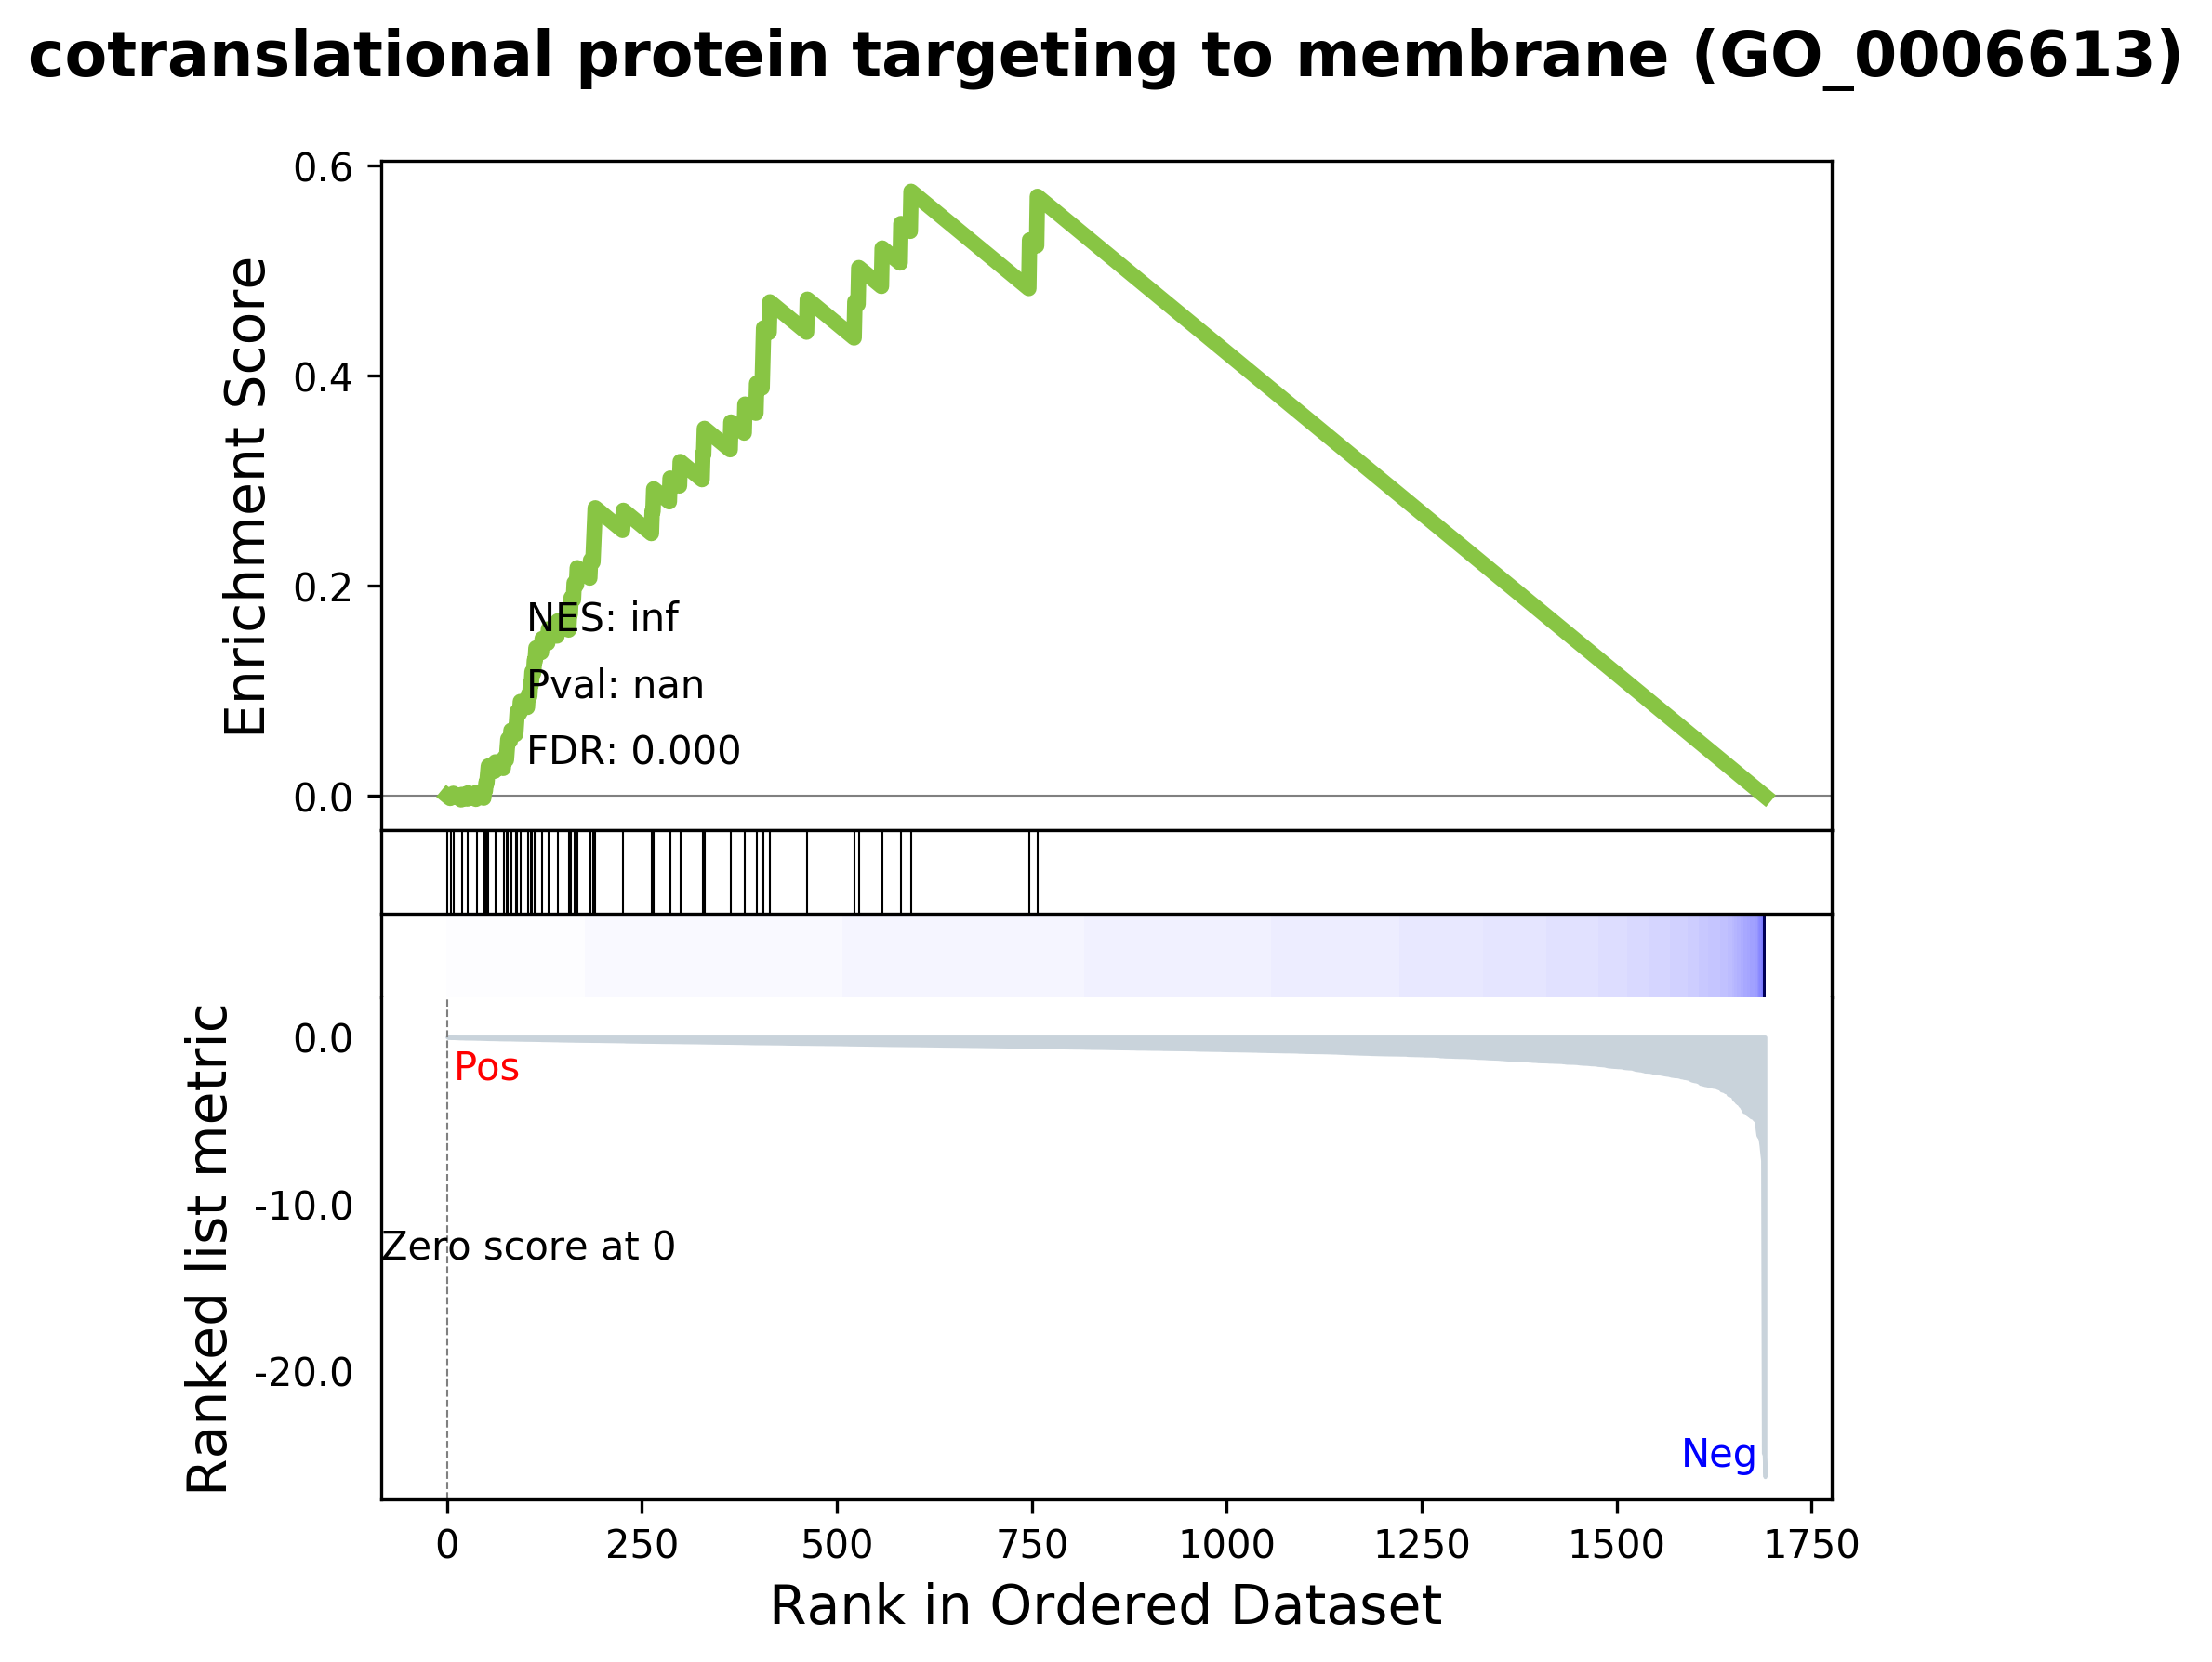 cotranslational protein targeting to membrane (GO_0006613)
Enrichment Score
0.6
0.4
0.2
0.0
NES: inf
Pval: nan
FDR: 0.000
Ranked list metric
0.0
-10.0
-20.0
Pos
Zero score at 0
Neg
0 250 500 750 1000 1250 1500 1750
Rank in Ordered Dataset